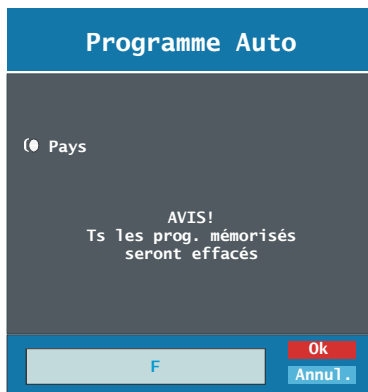 Programme Auto
Pays
AVIS!
Ts les prog. mémorisés
seront effacés
F
Ok
Annul.